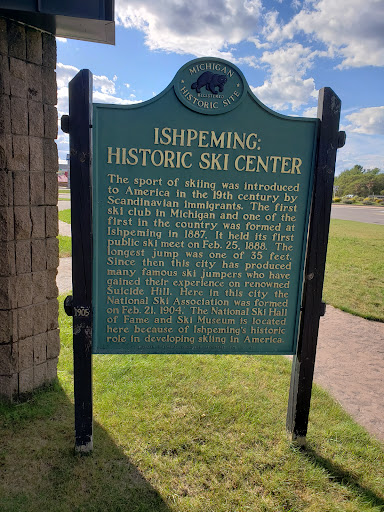 MICHIGAN
HISTORIC SITE
REGISTERED
ISHPEMING:
HISTORIC SKI CENTER
The sport of skiing was introduced
to America in the 19th century by
Scandinavian immigrants. The first
ski club in Michigan and one of the
first in the country was formed at
Ishpeming in 1887. It held its first
public ski meet on Feb. 25, 1888. The
longest jump was one of 35 feet.
Since then this city has produced
many famous ski jumpers who have
gained their experience on renowned
Suicide Hill. Here in this city the
National Ski Association was formed
on Feb. 21, 1904. The National Ski Hall
of Fame and Ski Museum is located
here because of Ishpeming's historic
role in developing skiing in America.
1905